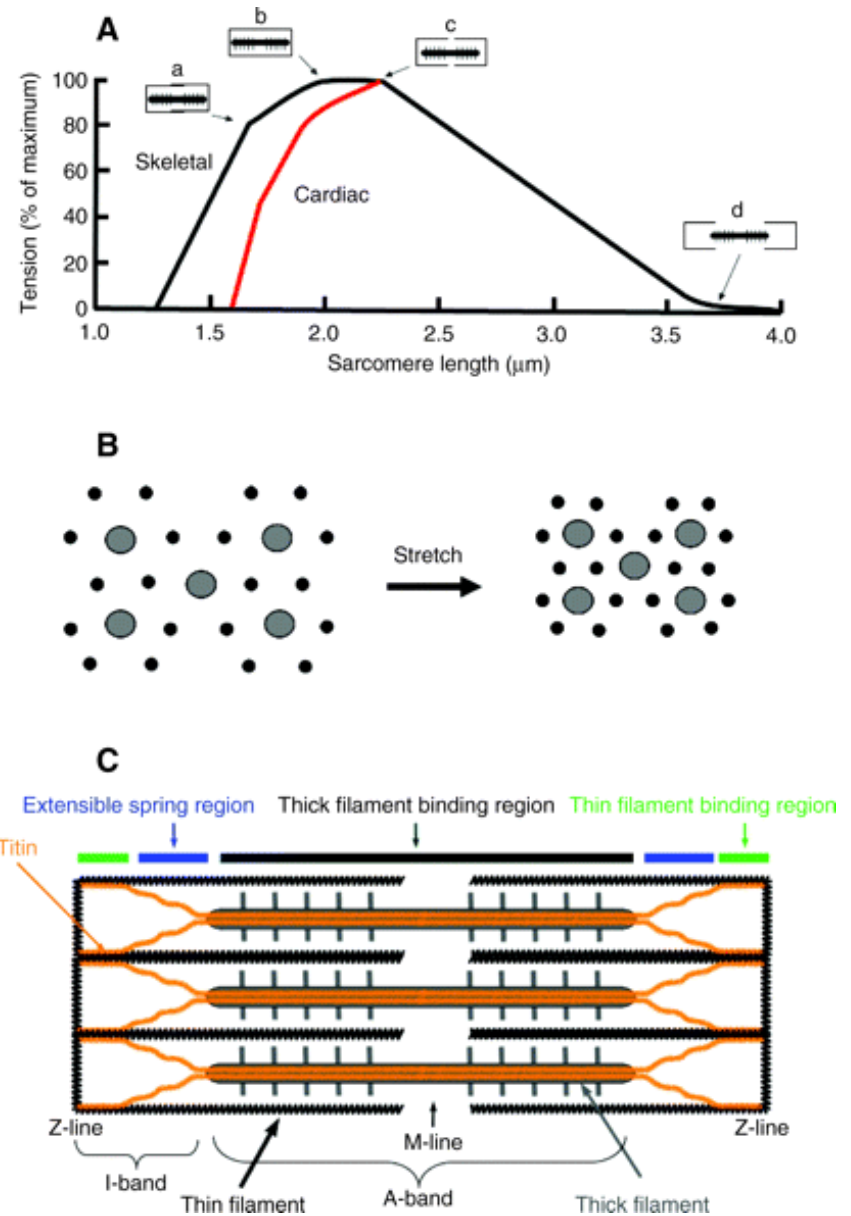 A
b
c
a
Tension (% of maximum)
100
80
60
40
20
0
Skeletal
Cardiac
d
1.0 1.5 2.0 2.5 3.0 3.5 4.0
Sarcomere length (μm)
B
Stretch
C
Extensible spring region Thick filament binding region Thin filament binding region
Titin
Z-line M-line Z-line
I-band A-band
Thin filament Thick filament